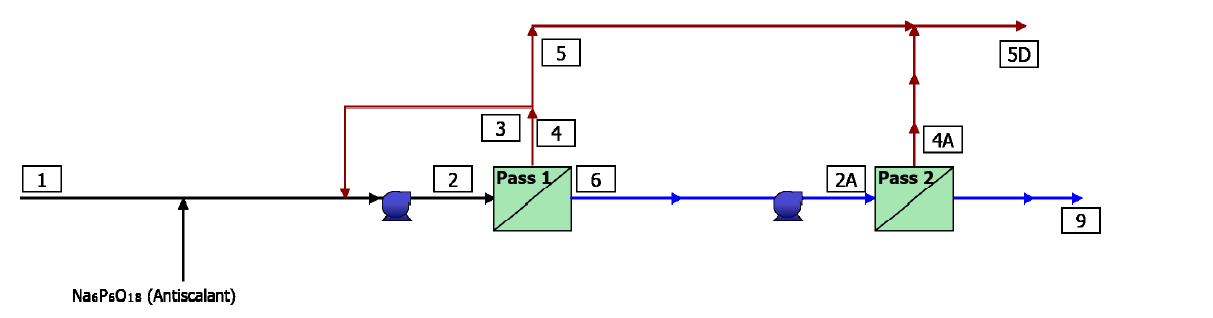 5
5D
3
4
4A
1
2
Pass 1
6
2A
Pass 2
9
Na₆P₆O₁₈ (Antiscalant)